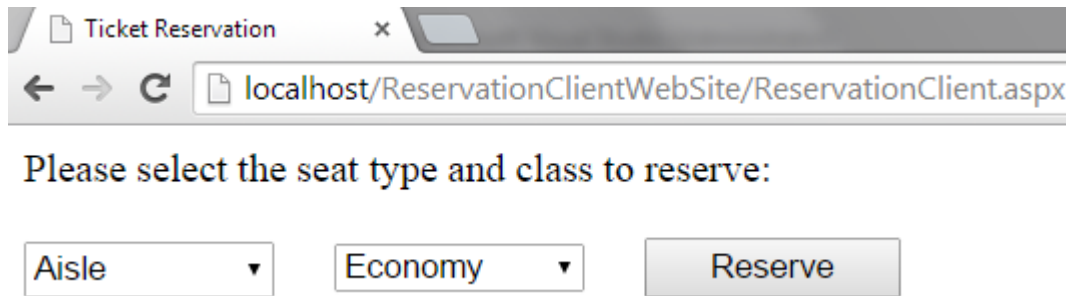 Ticket Reservation
localhost/ReservationClientWebSite/ReservationClient.aspx
Please select the seat type and class to reserve:
Aisle Economy Reserve